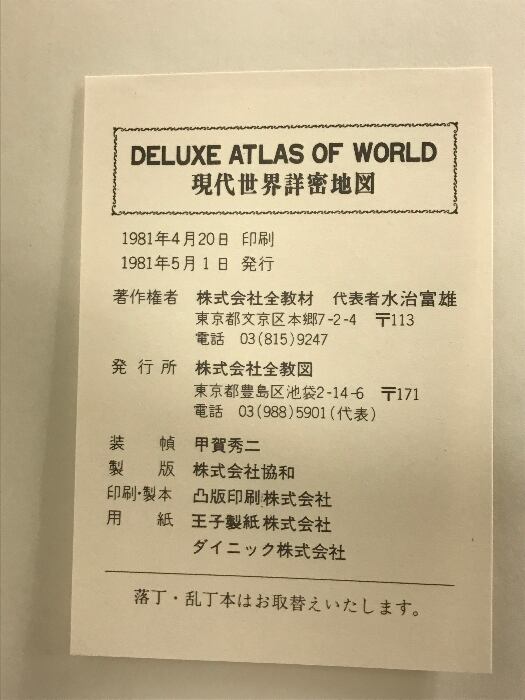 DELUXE ATLAS OF WORLD
現代世界詳密地図
1981年4月20日 印刷
1981年5月1日 発行
著作権者 株式会社全教材 代表者水治富雄
東京都文京区本郷7-2-4 〒113
電話 03(815)9247
発行所 株式会社全教図
東京都豊島区池袋2-14-6 〒171
電話 03(988)5901(代表)
装幀 甲賀秀二
製版 株式会社協和
印刷・製本 凸版印刷株式会社
用紙 王子製紙株式会社
ダイニック株式会社
落丁・乱丁本はお取替えいたします。